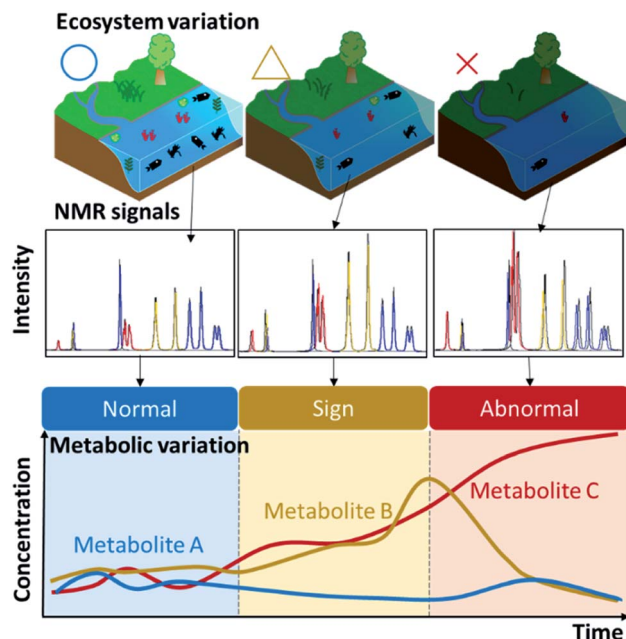 Ecosystem variation
NMR signals
Intensity
Normal
Sign
Abnormal
Metabolic variation
Concentration
Metabolite A
Metabolite B
Metabolite C
Time